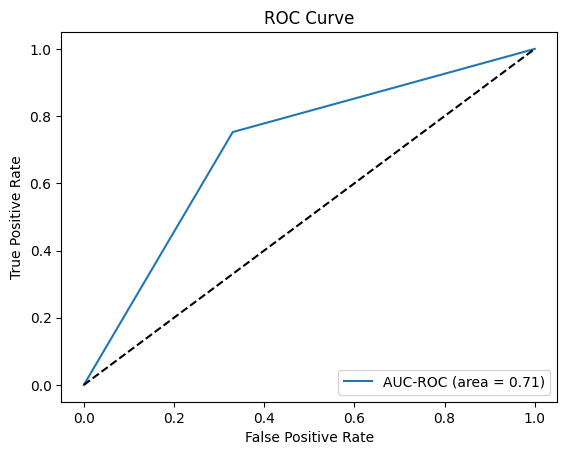 ROC Curve
1.0
0.8
0.6
0.4
0.2
0.0
True Positive Rate
AUC-ROC (area = 0.71)
0.0 0.2 0.4 0.6 0.8 1.0
False Positive Rate